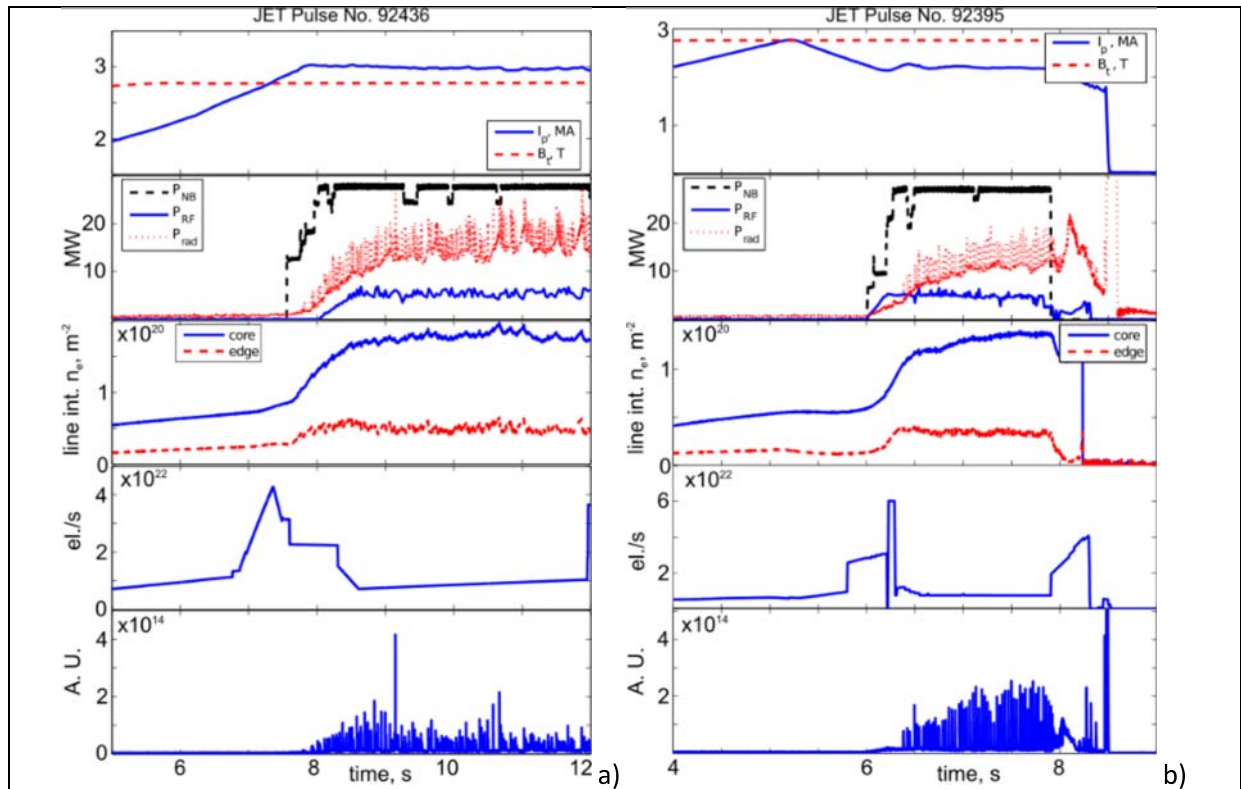 JET Pulse No. 92436
3
2
I_p, MA
B_t, T
P_NB
P_RF
P_rad
MW
20
10
x10^20
core
edge
line int. n_e, m^-2
1
0
x10^22
el./s
4
2
0
x10^14
A. U.
4
2
0
6 8 10 12
time, s
a)
JET Pulse No. 92395
3
2
1
I_p, MA
B_t, T
P_NB
P_RF
P_rad
MW
20
10
x10^20
core
edge
line int. n_e, m^-2
1
0
x10^22
el./s
6
4
2
x10^14
A. U.
4
2
0
4 6 8
time, s
b)